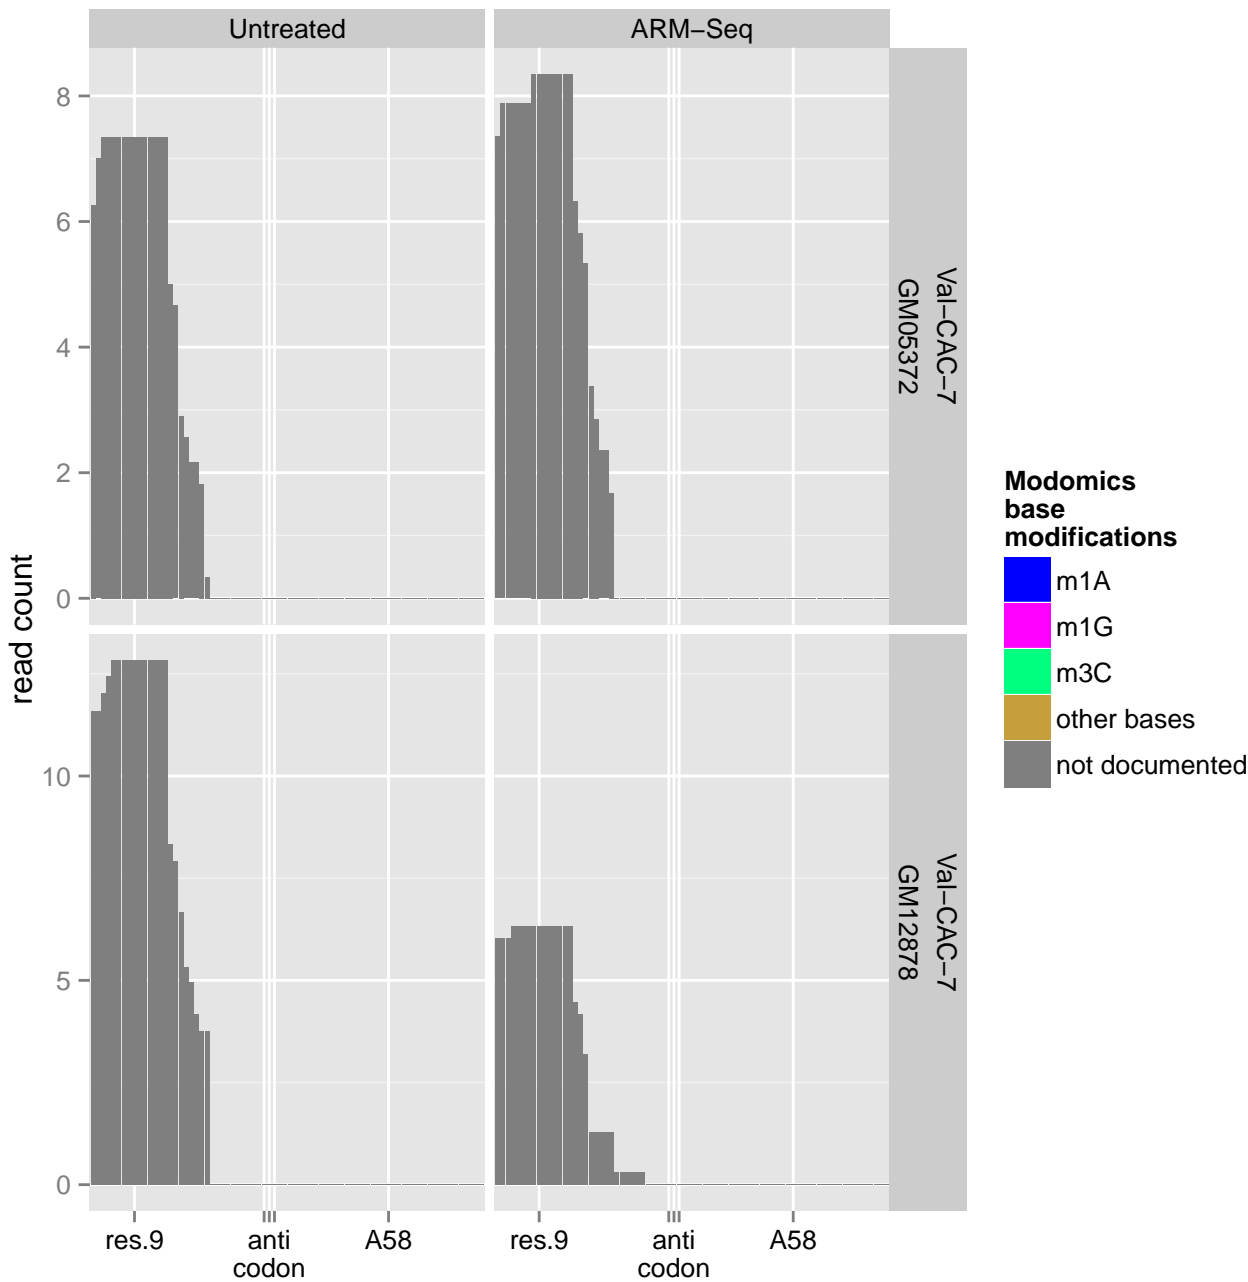 Untreated
ARM−Seq
8
6
4
2
0
Val−CAC−7
GM05372
10
5
0
Val−CAC−7
GM12878
read count
res.9
anti
codon
A58
res.9
anti
codon
A58
Modomics
base
modifications
m1A
m1G
m3C
other bases
not documented